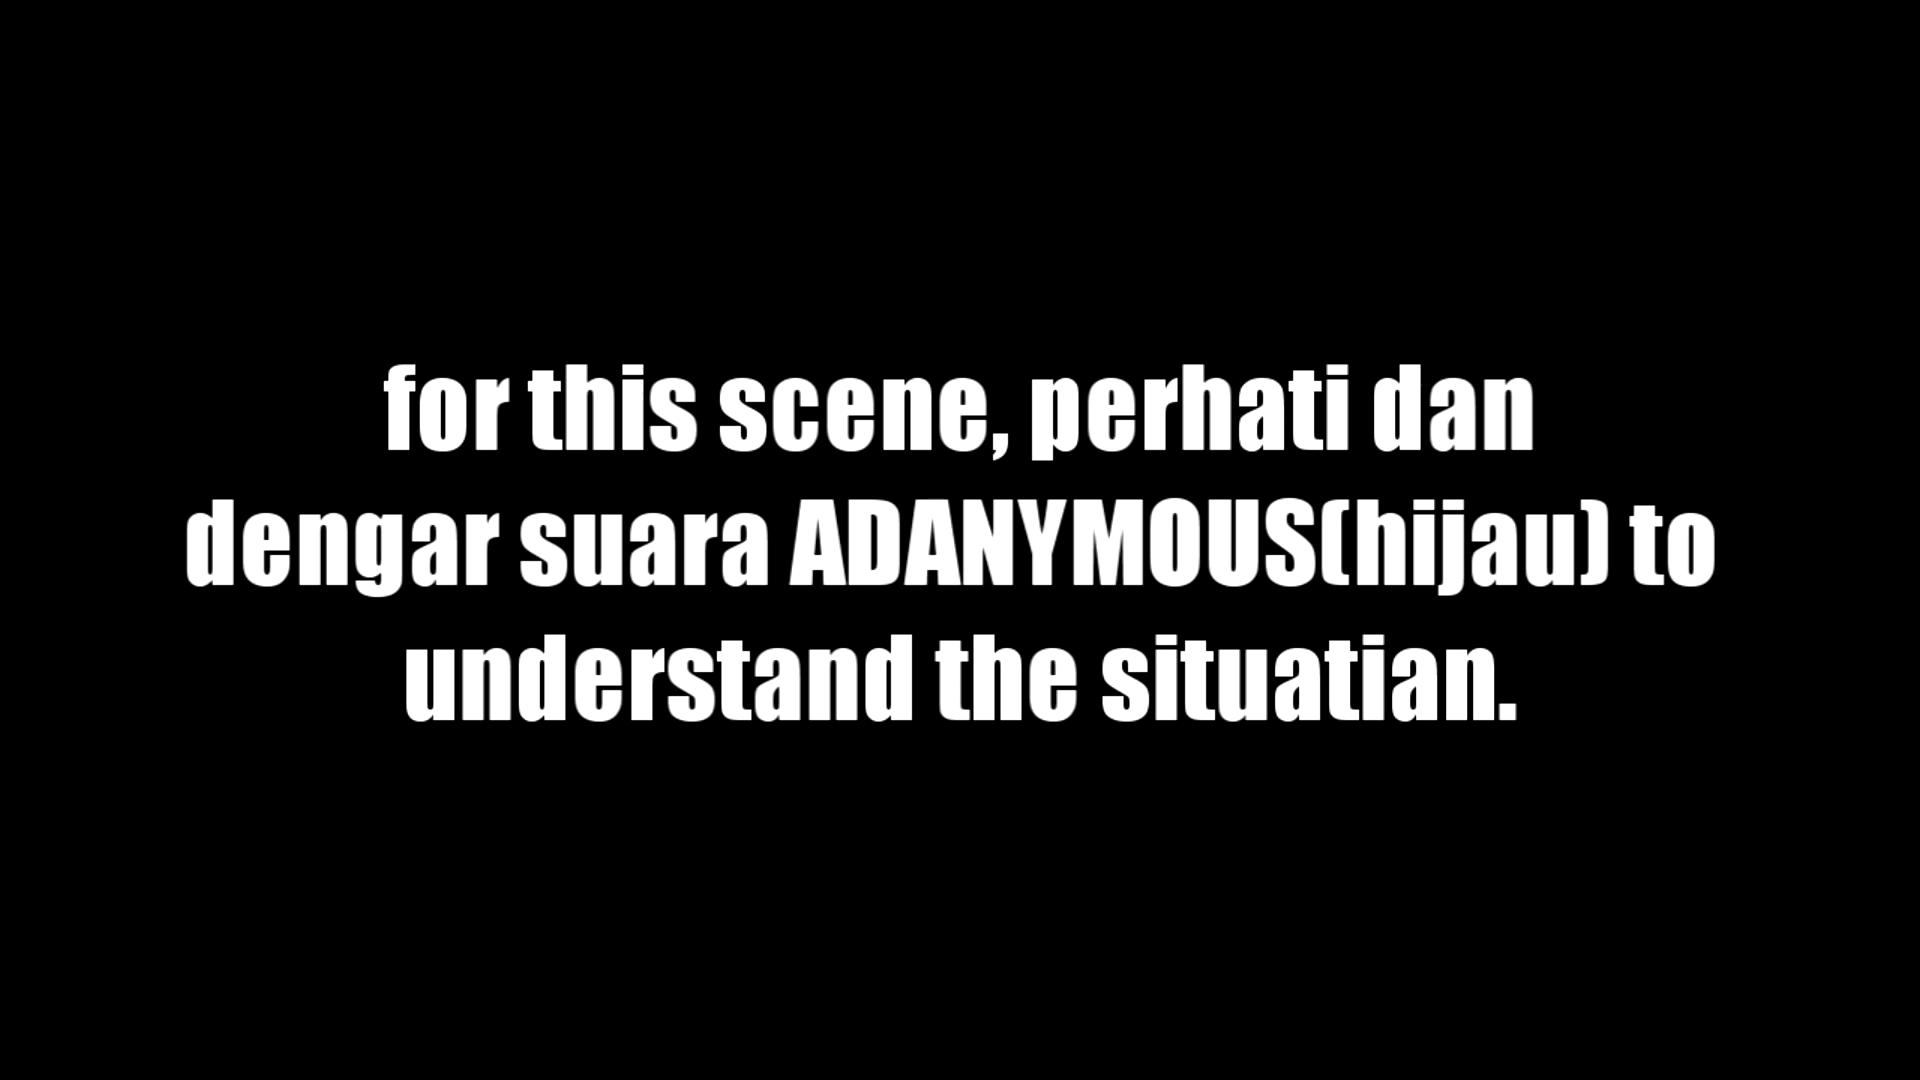 for this scene, perhati dan
dengar suara ADANYMOUS(hijau) to
understand the situatian.